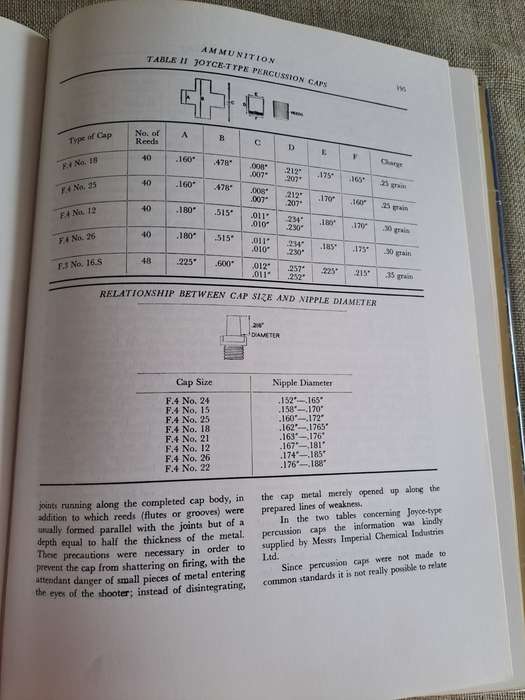 AMMUNITION
195
TABLE II JOYCE-TYPE PERCUSSION CAPS
A B C D E F REEDS
Type of Cap No. of Reeds A B C D E F Charge
F.4 No. 18 40 .160″ .478″ .008″ .007″ .212″ .207″ .175″ .165″ .25 grain
F.4 No. 25 40 .160″ .478″ .008″ .007″ .212″ .207″ .170″ .160″ .25 grain
F.4 No. 12 40 .180″ .515″ .011″ .010″ .234″ .230″ .180″ .170″ .30 grain
F.4 No. 26 40 .180″ .515″ .011″ .010″ .234″ .230″ .185″ .175″ .30 grain
F.3 No. 16.S 48 .225″ .600″ .012″ .011″ .257″ .252″ .225″ .215″ .35 grain
RELATIONSHIP BETWEEN CAP SIZE AND NIPPLE DIAMETER
.216″
DIAMETER
Cap Size Nipple Diameter
F.4 No. 24 .152″—.165″
F.4 No. 15 .158″—.170″
F.4 No. 25 .160″—.172″
F.4 No. 18 .162″—.1765″
F.4 No. 21 .163″—.176″
F.4 No. 12 .167″—.181″
F.4 No. 26 .174″—.185″
F.4 No. 22 .176″—.188″
joints running along the completed cap body, in
addition to which reeds (flutes or grooves) were
usually formed parallel with the joints but of a
depth equal to half the thickness of the metal.
These precautions were necessary in order to
prevent the cap from shattering on firing, with the
attendant danger of small pieces of metal entering
the eyes of the shooter; instead of disintegrating,
the cap metal merely opened up along the
prepared lines of weakness.
In the two tables concerning Joyce-type
percussion caps the information was kindly
supplied by Messrs Imperial Chemical Industries
Ltd.
Since percussion caps were not made to
common standards it is not really possible to relate